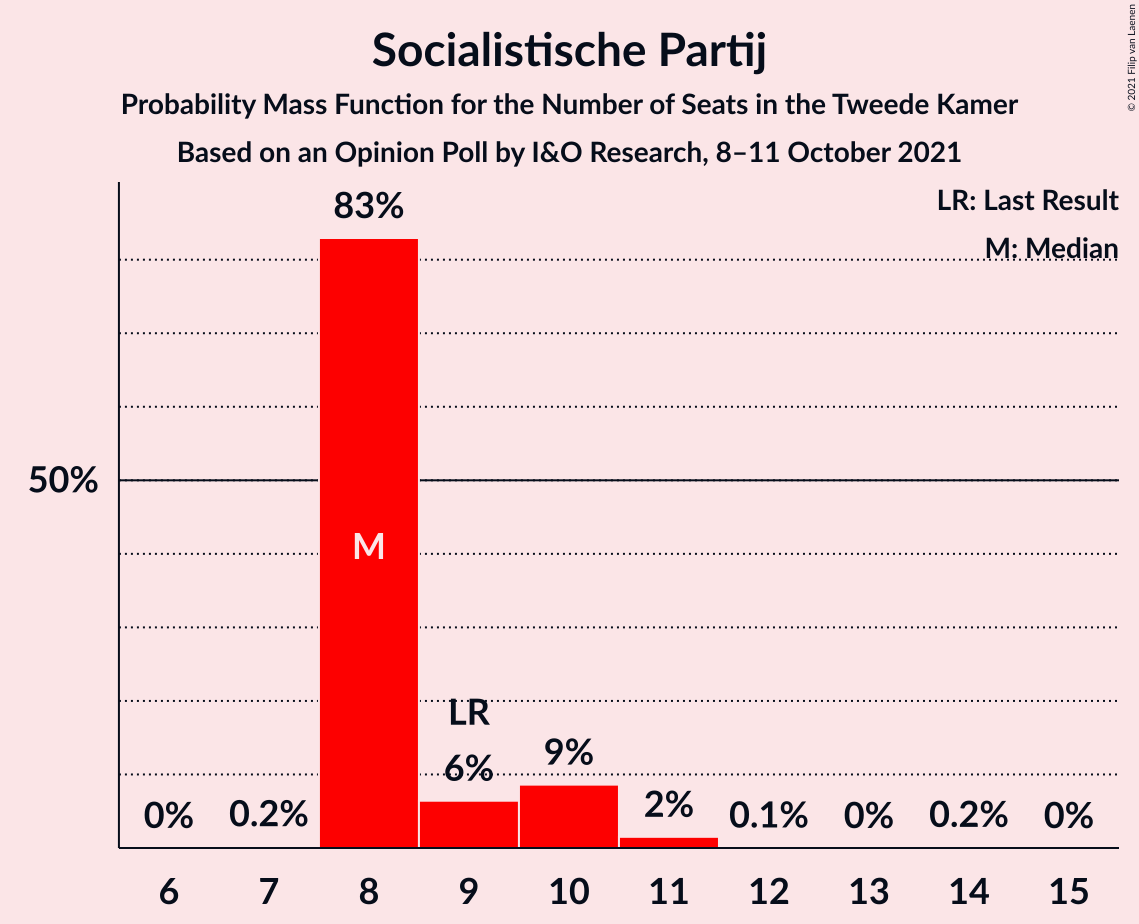 Socialistische Partij
Probability Mass Function for the Number of Seats in the Tweede Kamer
Based on an Opinion Poll by I&O Research, 8–11 October 2021
© 2021 Filip van Laenen
LR: Last Result
M: Median
83%
50%
M
LR
6%
9%
2%
0%
0.2%
0.1%
0%
0.2%
0%
6 7 8 9 10 11 12 13 14 15